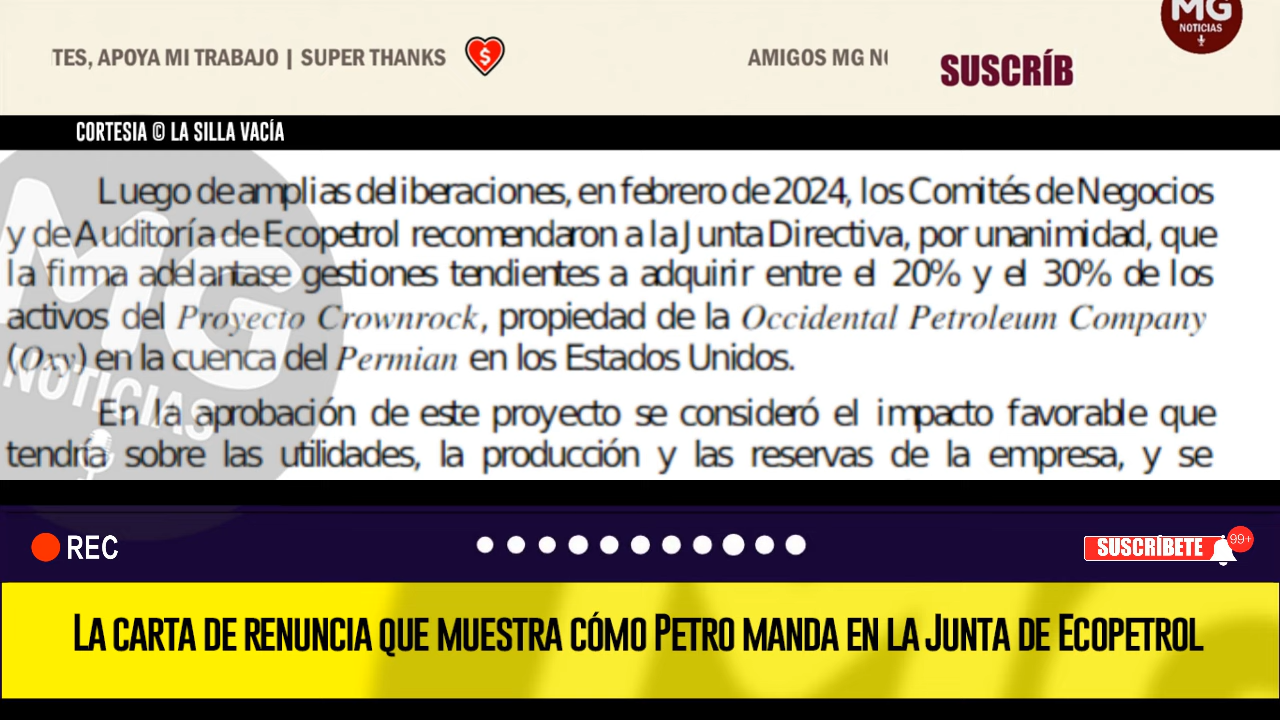 MG
NOTICIAS
TES, APOYA MI TRABAJO | SUPER THANKS
AMIGOS MG
SUSCRÍB
CORTESIA © LA SILLA VACÍA
Luego de amplias deliberaciones, en febrero de 2024, los Comités de Negocios
y de Auditoría de Ecopetrol recomendaron a la Junta Directiva, por unanimidad, que
la firma adelantase gestiones tendientes a adquirir entre el 20% y el 30% de los
activos del Proyecto Crownrock, propiedad de la Occidental Petroleum Company
(Oxy) en la cuenca del Permian en los Estados Unidos.
En la aprobación de este proyecto se consideró el impacto favorable que
tendría sobre las utilidades, la producción y las reservas de la empresa, y se
MG
NOTICIAS
REC
SUSCRÍBETE
99+
LA CARTA DE RENUNCIA QUE MUESTRA CÓMO PETRO MANDA EN LA JUNTA DE ECOPETROL